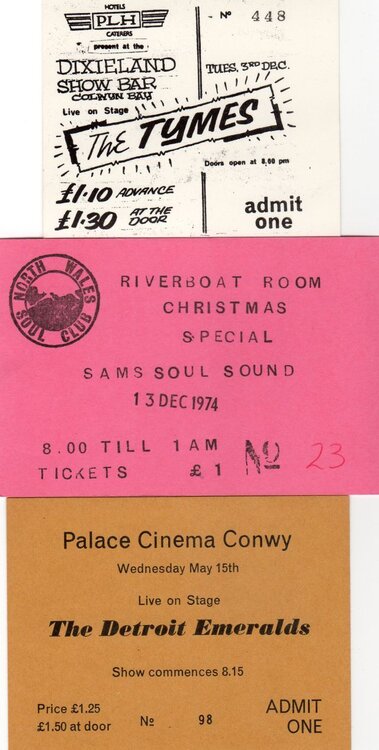 HOTELS
PLH
CATERERS
present at the
DIXIELAND
SHOW BAR
COLWYN BAY
Live on Stage
The TYMES
£1·10 ADVANCE
£1·30 AT THE DOOR
Nº 448
TUES, 3RD DEC.
Doors open at 8,00 pm
admit
one
NORTH WALES
SOUL CLUB
RIVERBOAT ROOM
CHRISTMAS
SPECIAL
SAMS SOUL SOUND
13 DEC 1974
8.00 TILL 1AM
TICKETS £1
Nº 23
Palace Cinema Conwy
Wednesday May 15th
Live on Stage
The Detroit Emeralds
Show commences 8.15
Price £1.25
£1.50 at door
Nº 98
ADMIT
ONE